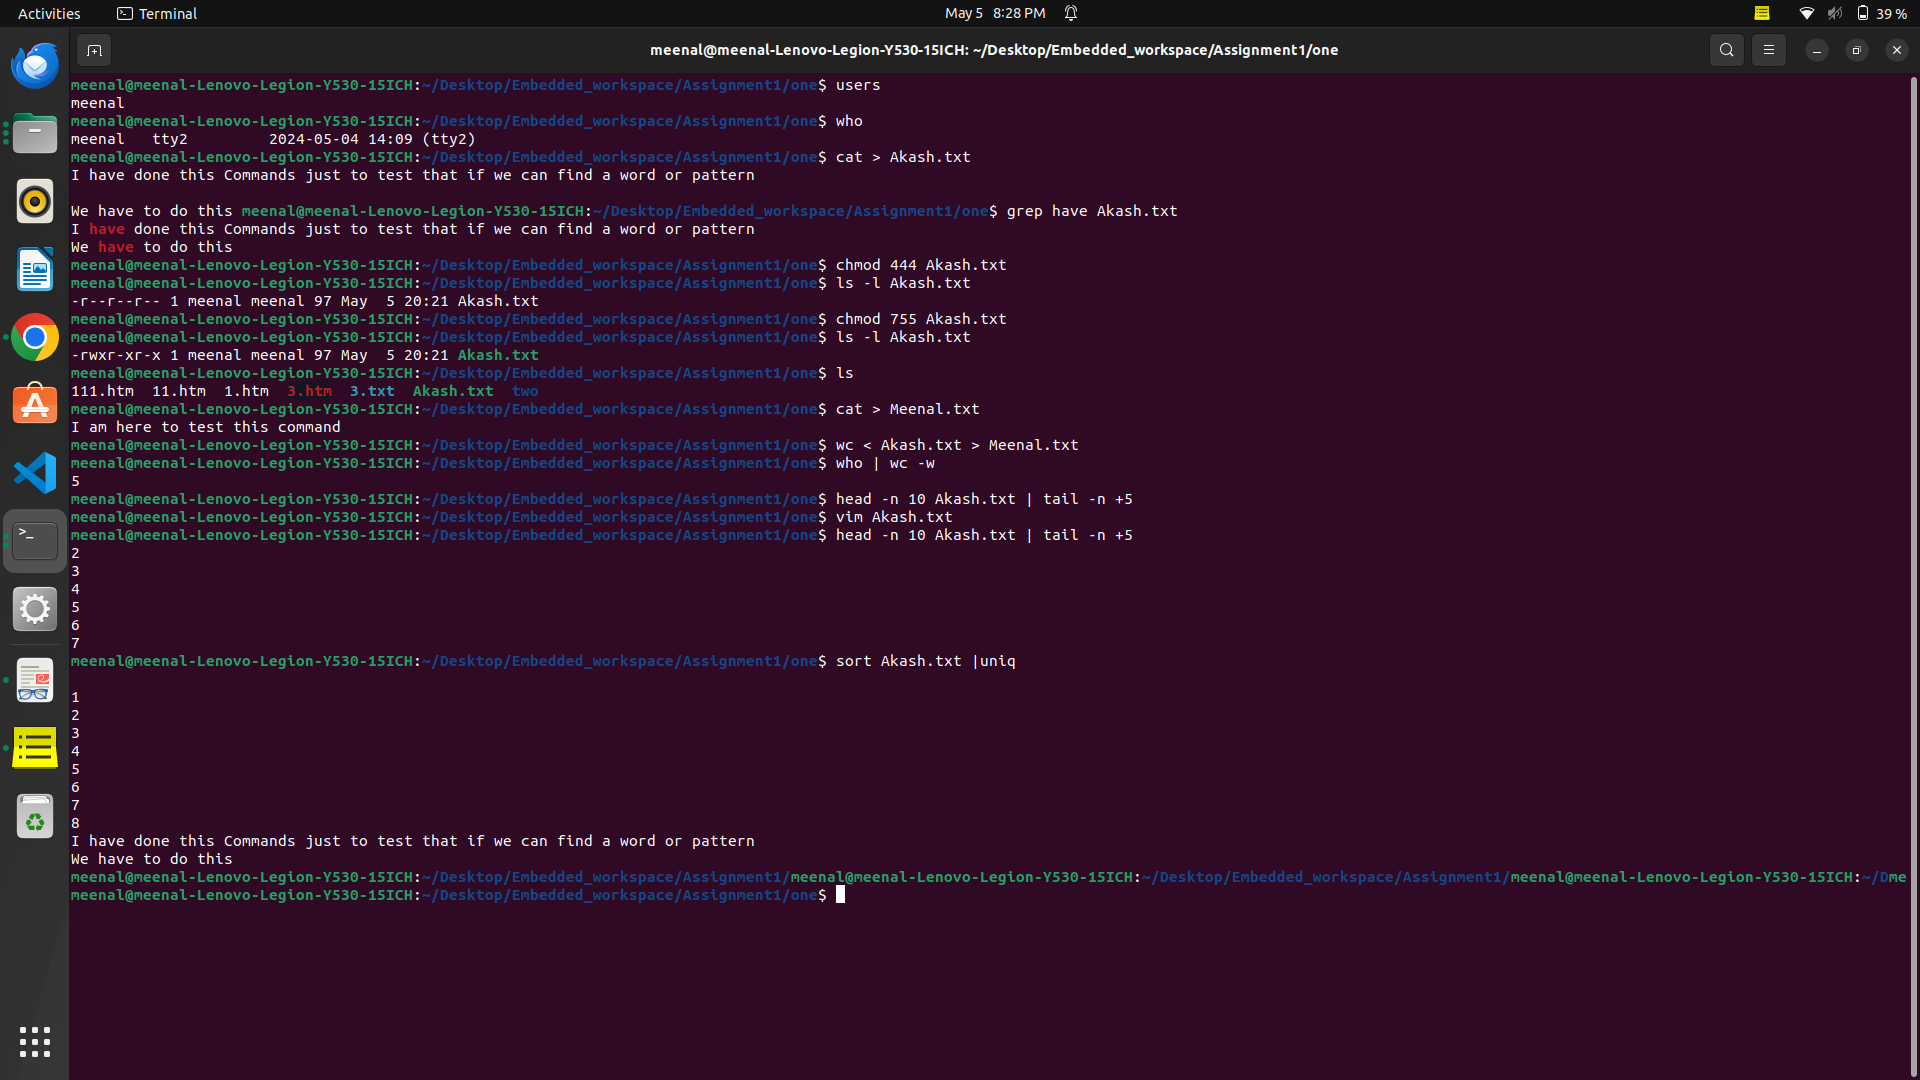 Activities
Terminal
May 5 8:28 PM
39 %
meenal@meenal-Lenovo-Legion-Y530-15ICH: ~/Desktop/Embedded_workspace/Assignment1/one
meenal@meenal-Lenovo-Legion-Y530-15ICH:~/Desktop/Embedded_workspace/Assignment1/one$ users
meenal
meenal@meenal-Lenovo-Legion-Y530-15ICH:~/Desktop/Embedded_workspace/Assignment1/one$ who
meenal   tty2         2024-05-04 14:09 (tty2)
meenal@meenal-Lenovo-Legion-Y530-15ICH:~/Desktop/Embedded_workspace/Assignment1/one$ cat > Akash.txt
I have done this Commands just to test that if we can find a word or pattern
We have to do this meenal@meenal-Lenovo-Legion-Y530-15ICH:~/Desktop/Embedded_workspace/Assignment1/one$ grep have Akash.txt
I have done this Commands just to test that if we can find a word or pattern
We have to do this
meenal@meenal-Lenovo-Legion-Y530-15ICH:~/Desktop/Embedded_workspace/Assignment1/one$ chmod 444 Akash.txt
meenal@meenal-Lenovo-Legion-Y530-15ICH:~/Desktop/Embedded_workspace/Assignment1/one$ ls -l Akash.txt
-r--r--r-- 1 meenal meenal 97 May  5 20:21 Akash.txt
meenal@meenal-Lenovo-Legion-Y530-15ICH:~/Desktop/Embedded_workspace/Assignment1/one$ chmod 755 Akash.txt
meenal@meenal-Lenovo-Legion-Y530-15ICH:~/Desktop/Embedded_workspace/Assignment1/one$ ls -l Akash.txt
-rwxr-xr-x 1 meenal meenal 97 May  5 20:21 Akash.txt
meenal@meenal-Lenovo-Legion-Y530-15ICH:~/Desktop/Embedded_workspace/Assignment1/one$ ls
111.htm  11.htm  1.htm  3.htm  3.txt  Akash.txt  two
meenal@meenal-Lenovo-Legion-Y530-15ICH:~/Desktop/Embedded_workspace/Assignment1/one$ cat > Meenal.txt
I am here to test this command
meenal@meenal-Lenovo-Legion-Y530-15ICH:~/Desktop/Embedded_workspace/Assignment1/one$ wc < Akash.txt > Meenal.txt
meenal@meenal-Lenovo-Legion-Y530-15ICH:~/Desktop/Embedded_workspace/Assignment1/one$ who | wc -w
5
meenal@meenal-Lenovo-Legion-Y530-15ICH:~/Desktop/Embedded_workspace/Assignment1/one$ head -n 10 Akash.txt | tail -n +5
meenal@meenal-Lenovo-Legion-Y530-15ICH:~/Desktop/Embedded_workspace/Assignment1/one$ vim Akash.txt
meenal@meenal-Lenovo-Legion-Y530-15ICH:~/Desktop/Embedded_workspace/Assignment1/one$ head -n 10 Akash.txt | tail -n +5
2
3
4
5
6
7
meenal@meenal-Lenovo-Legion-Y530-15ICH:~/Desktop/Embedded_workspace/Assignment1/one$ sort Akash.txt |uniq
1
2
3
4
5
6
7
8
I have done this Commands just to test that if we can find a word or pattern
We have to do this
meenal@meenal-Lenovo-Legion-Y530-15ICH:~/Desktop/Embedded_workspace/Assignment1/meenal@meenal-Lenovo-Legion-Y530-15ICH:~/Desktop/Embedded_workspace/Assignment1/meenal@meenal-Lenovo-Legion-Y530-15ICH:~/Dme
meenal@meenal-Lenovo-Legion-Y530-15ICH:~/Desktop/Embedded_workspace/Assignment1/one$